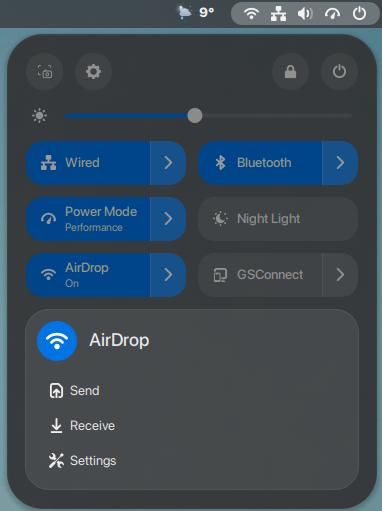 9°
Wired
Bluetooth
Power Mode
Performance
Night Light
AirDrop
On
GSConnect
AirDrop
Send
Receive
Settings